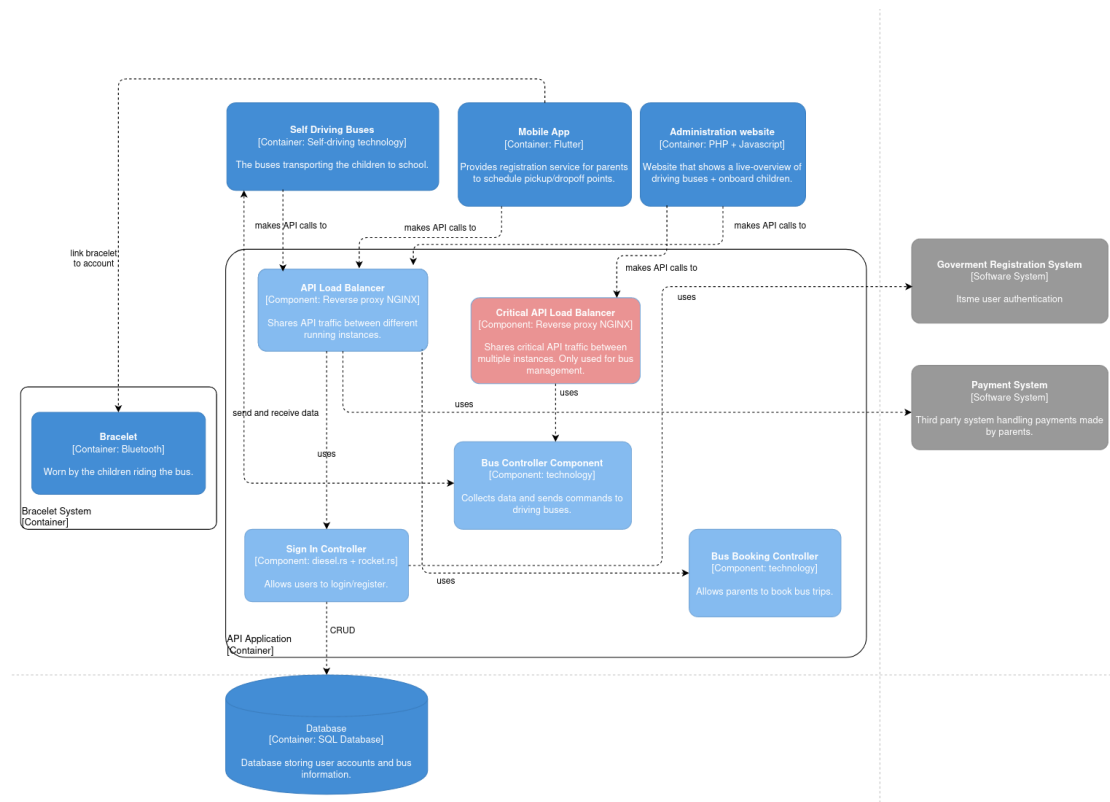 Self Driving Buses
[Container: Self-driving technology]
The buses transporting the children to school.
Mobile App
[Container: Flutter]
Provides registration service for parents
to schedule pickup/dropoff points.
Administration website
[Container: PHP + Javascript]
Website that shows a live-overview of
driving buses + onboard children.
makes API calls to
makes API calls to
makes API calls to
link bracelet
to account
makes API calls to
Goverment Registration System
[Software System]
Itsme user authentication
API Load Balancer
[Component: Reverse proxy NGINX]
Shares API traffic between different
running instances.
uses
Critical API Load Balancer
[Component: Reverse proxy NGINX]
Shares critical API traffic between
multiple instances. Only used for bus
management.
Payment System
[Software System]
Third party system handling payments made
by parents.
uses
uses
send and receive data
Bracelet
[Container: Bluetooth]
Worn by the children riding the bus.
uses
Bus Controller Component
[Component: technology]
Collects data and sends commands to
driving buses.
Bracelet System
[Container]
Sign In Controller
[Component: diesel.rs + rocket.rs]
Allows users to login/register.
uses
Bus Booking Controller
[Component: technology]
Allows parents to book bus trips.
CRUD
API Application
[Container]
Database
[Container: SQL Database]
Database storing user accounts and bus
information.